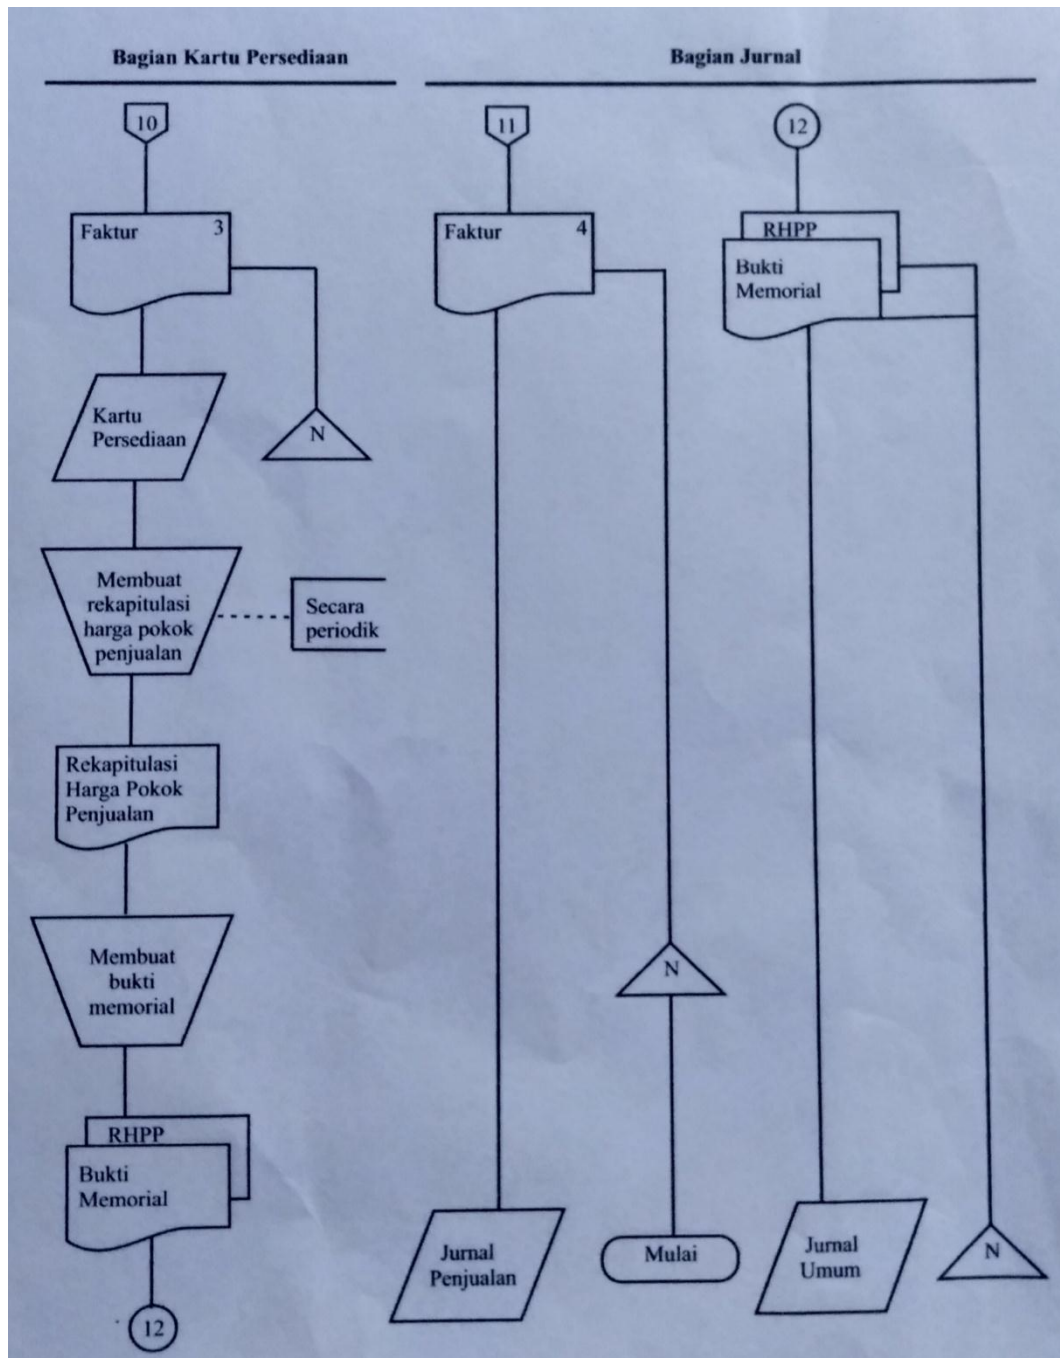 Bagian Kartu Persediaan
10
Faktur 3
Kartu
Persediaan
N
Membuat
rekapitulasi
harga pokok
penjualan
Secara
periodik
Rekapitulasi
Harga Pokok
Penjualan
Membuat
bukti
memorial
RHPP
Bukti
Memorial
12
Bagian Jurnal
11
Faktur 4
N
Jurnal
Penjualan
Mulai
12
RHPP
Bukti
Memorial
Jurnal
Umum
N